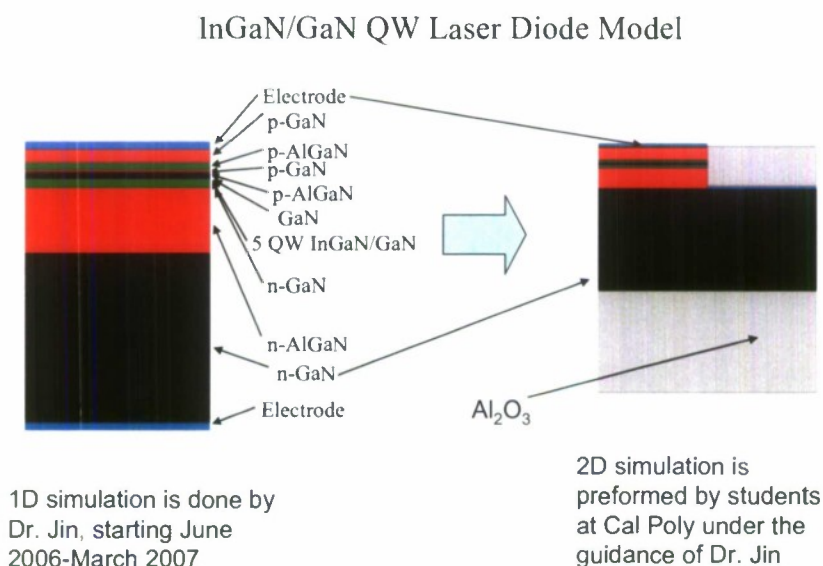 InGaN/GaN QW Laser Diode Model
Electrode
p-GaN
p-AlGaN
p-GaN
p-AlGaN
GaN
5 QW InGaN/GaN
n-GaN
n-AlGaN
n-GaN
Electrode
Al₂O₃
1D simulation is done by
Dr. Jin, starting June
2006-March 2007
2D simulation is
preformed by students
at Cal Poly under the
guidance of Dr. Jin